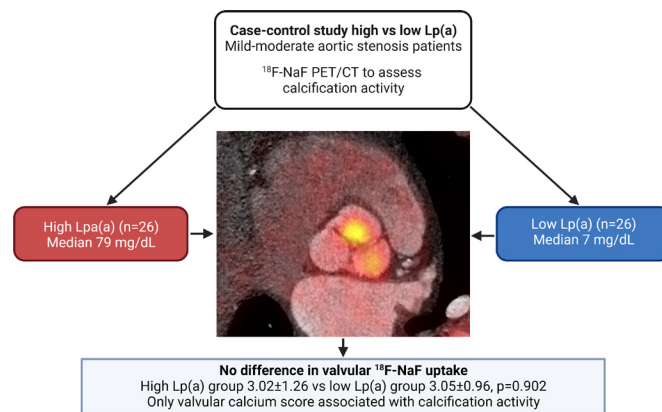 Case-control study high vs low Lp(a)
Mild-moderate aortic stenosis patients
¹⁸F-NaF PET/CT to assess
calcification activity
High Lpa(a) (n=26)
Median 79 mg/dL
Low Lp(a) (n=26)
Median 7 mg/dL
No difference in valvular ¹⁸F-NaF uptake
High Lp(a) group 3.02±1.26 vs low Lp(a) group 3.05±0.96, p=0.902
Only valvular calcium score associated with calcification activity